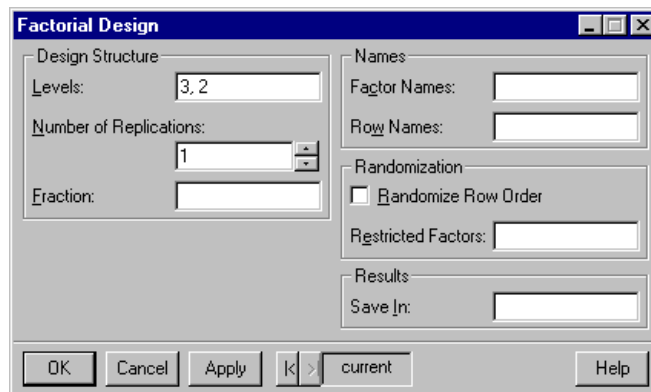 Factorial Design
Design Structure
Levels: 3, 2
Number of Replications:
1
Fraction:
Names
Factor Names:
Row Names:
Randomization
Randomize Row Order
Restricted Factors:
Results
Save In:
OK Cancel Apply current Help